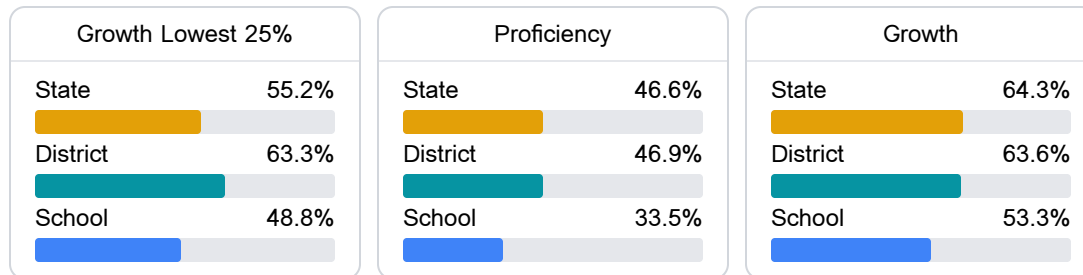 Growth Lowest 25%
State 55.2%
District 63.3%
School 48.8%
Proficiency
State 46.6%
District 46.9%
School 33.5%
Growth
State 64.3%
District 63.6%
School 53.3%